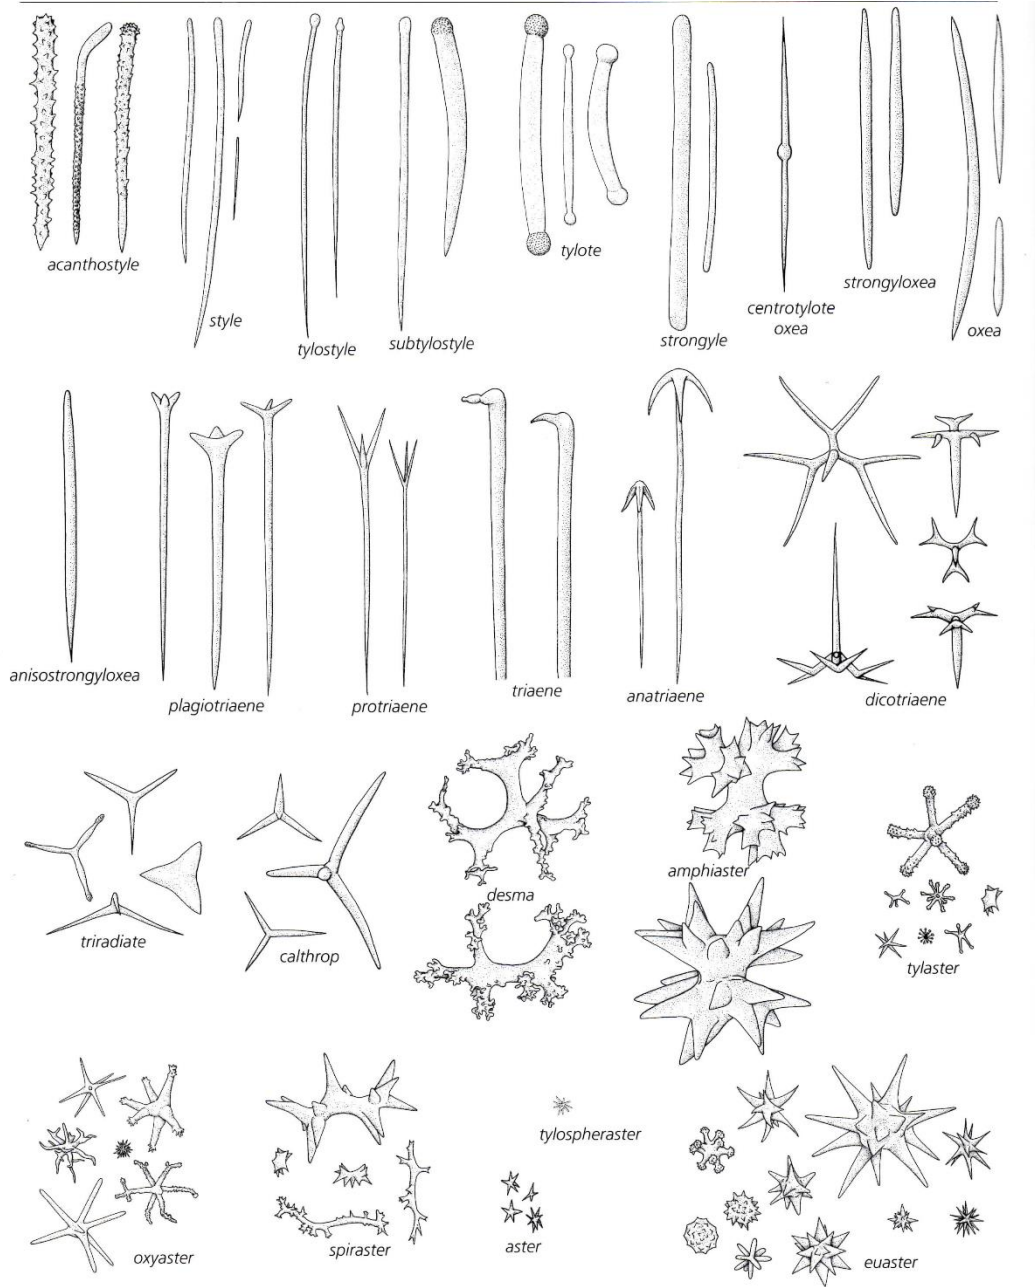 acanthostyle
style
tylostyle
subtylostyle
tylote
strongyle
centrotylote
oxea
strongyloxea
oxea
anisostrongyloxea
plagiotriaene
protriaene
triaene
anatriaene
dicotriaene
triradiate
calthrop
desma
amphiaster
tylaster
oxyaster
spiraster
tylospheraster
aster
euaster